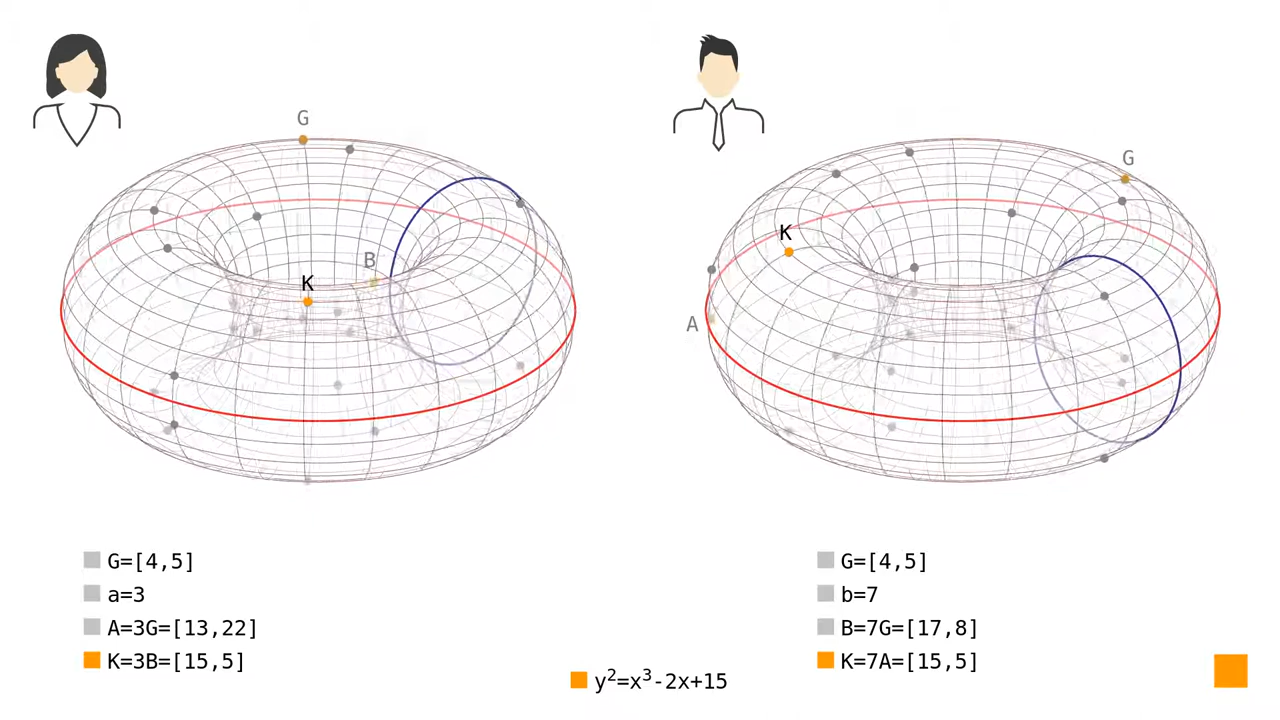 G
G
K
B
K
A
G=[4,5]
a=3
A=3G=[13,22]
K=3B=[15,5]
G=[4,5]
b=7
B=7G=[17,8]
K=7A=[15,5]
y²=x³-2x+15